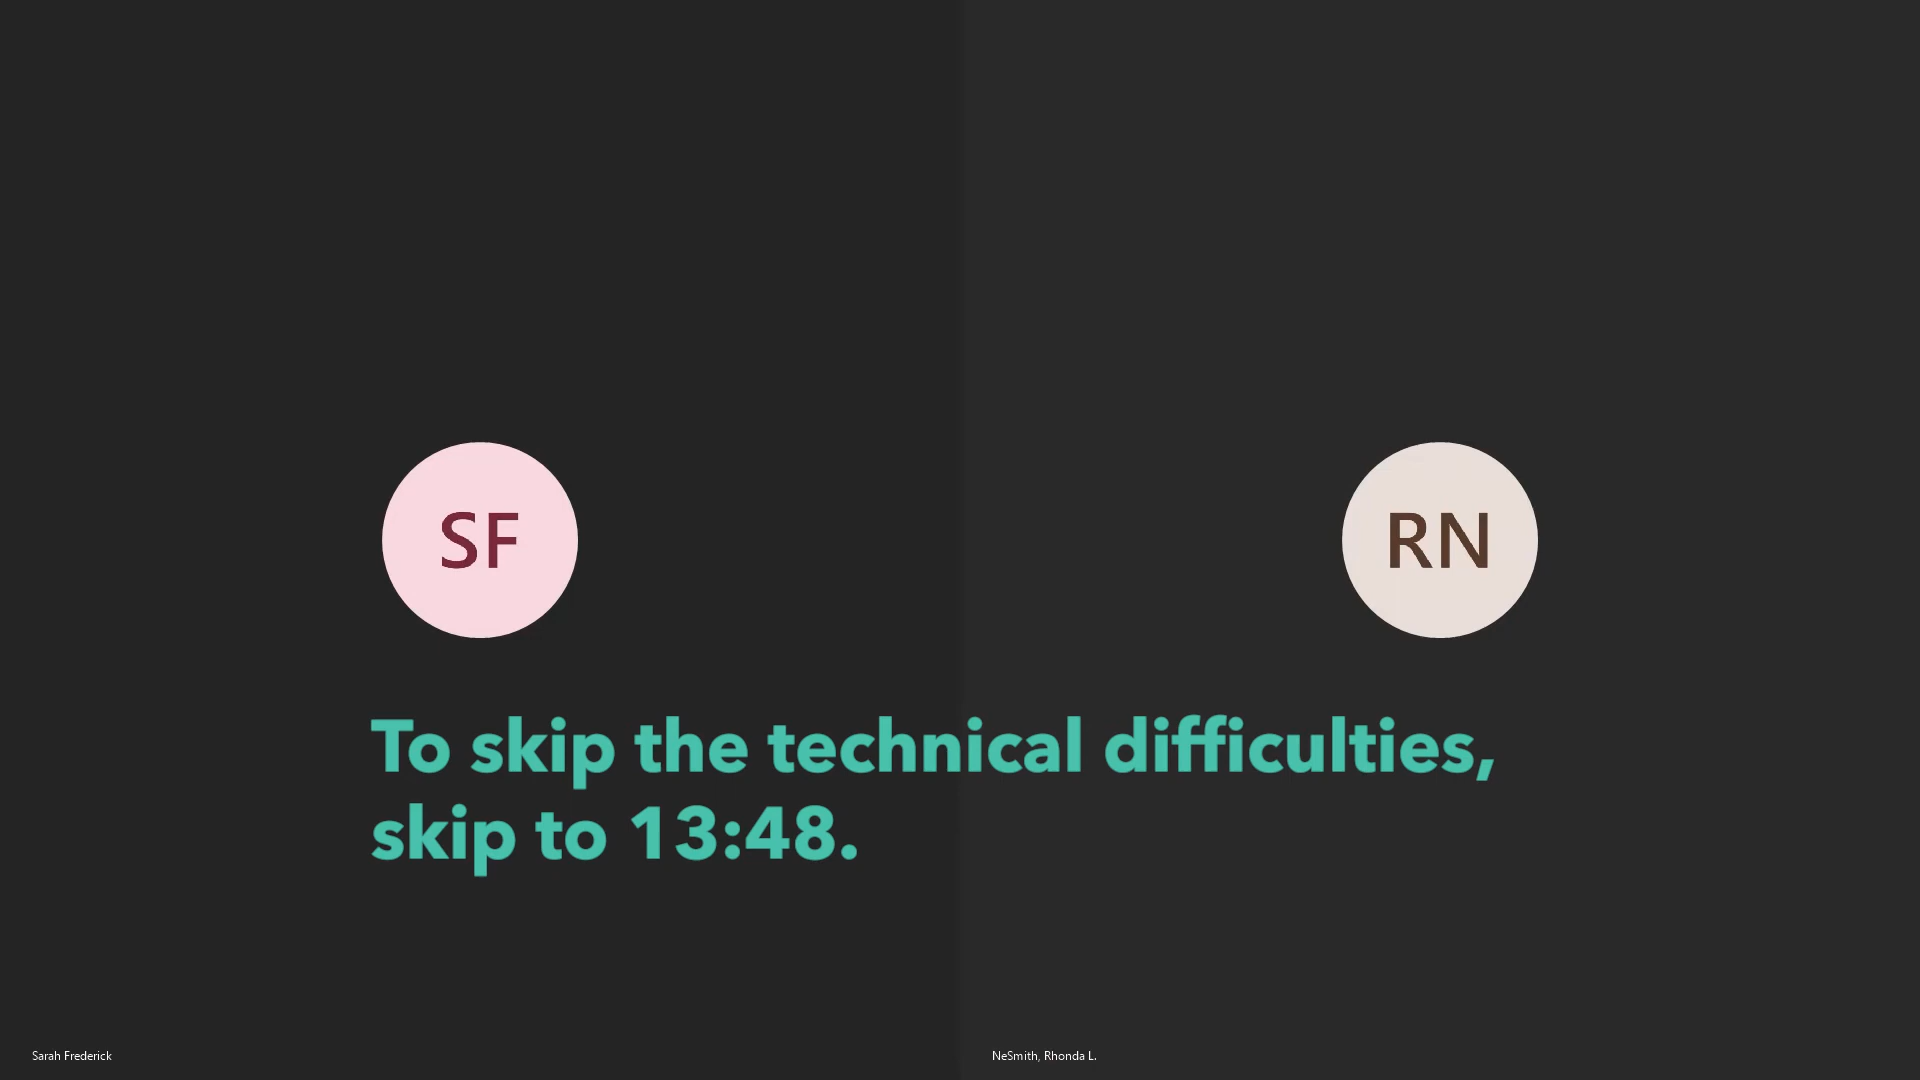 SF
RN
To skip the technical difficulties,
skip to 13:48.
Sarah Frederick
NeSmith, Rhonda L.